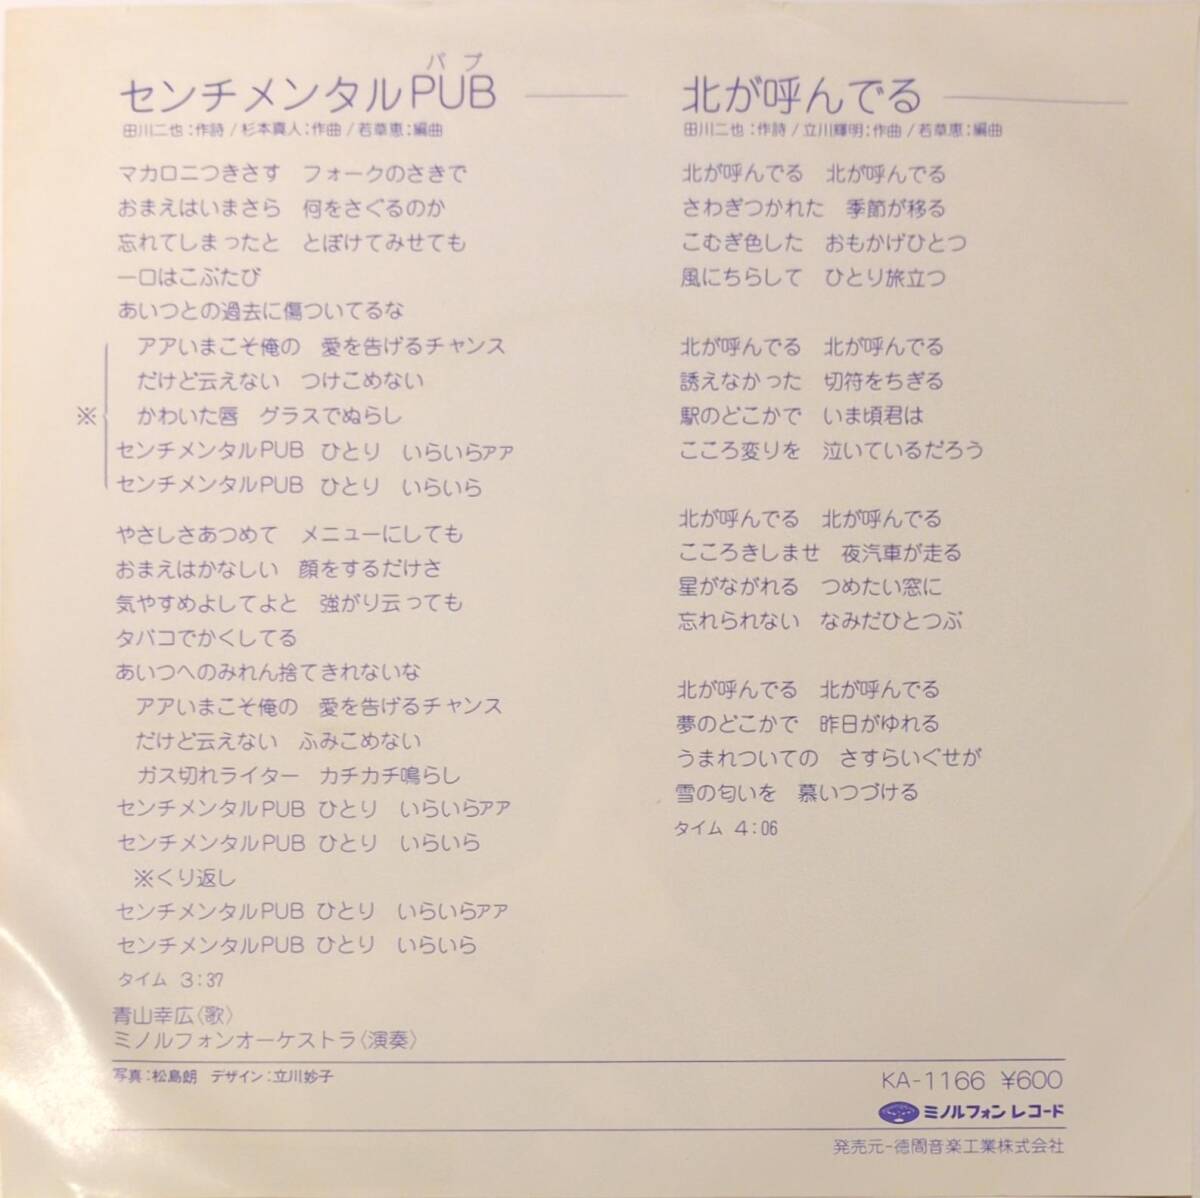 センチメンタルPUB
パブ
田川二也:作詩/杉本真人:作曲/若草恵:編曲
マカロニつきさす　フォークのさきで
おまえはいまさら　何をさぐるのか
忘れてしまったと　とぼけてみせても
一口はこぶたび
あいつとの過去に傷ついてるな
アアいまこそ俺の　愛を告げるチャンス
だけど云えない　つけこめない
※
かわいた唇　グラスでぬらし
センチメンタルPUB ひとり　いらいらアア
センチメンタルPUB ひとり　いらいら
やさしさあつめて　メニューにしても
おまえはかなしい　顔をするだけさ
気やすめよしてよと　強がり云っても
タバコでかくしてる
あいつへのみれん捨てきれないな
アアいまこそ俺の　愛を告げるチャンス
だけど云えない　ふみこめない
ガス切れライター　カチカチ鳴らし
センチメンタルPUB ひとり　いらいらアア
センチメンタルPUB ひとり　いらいら
※くり返し
センチメンタルPUB ひとり　いらいらアア
センチメンタルPUB ひとり　いらいら
タイム 3:37
青山幸広〈歌〉
ミノルフォンオーケストラ〈演奏〉
北が呼んでる
田川二也:作詩/立川輝明:作曲/若草恵:編曲
北が呼んでる　北が呼んでる
さわぎつかれた　季節が移る
こむぎ色した　おもかげひとつ
風にちらして　ひとり旅立つ
北が呼んでる　北が呼んでる
誘えなかった　切符をちぎる
駅のどこかで　いま頃君は
こころ変りを　泣いているだろう
北が呼んでる　北が呼んでる
こころきしませ　夜汽車が走る
星がながれる　つめたい窓に
忘れられない　なみだひとつぶ
北が呼んでる　北が呼んでる
夢のどこかで　昨日がゆれる
うまれついての　さすらいぐせが
雪の匂いを　慕いつづける
タイム 4:06
写真:松島朗 デザイン:立川妙子
KA-1166 ¥600
ミノルフォンレコード
発売元-徳間音楽工業株式会社